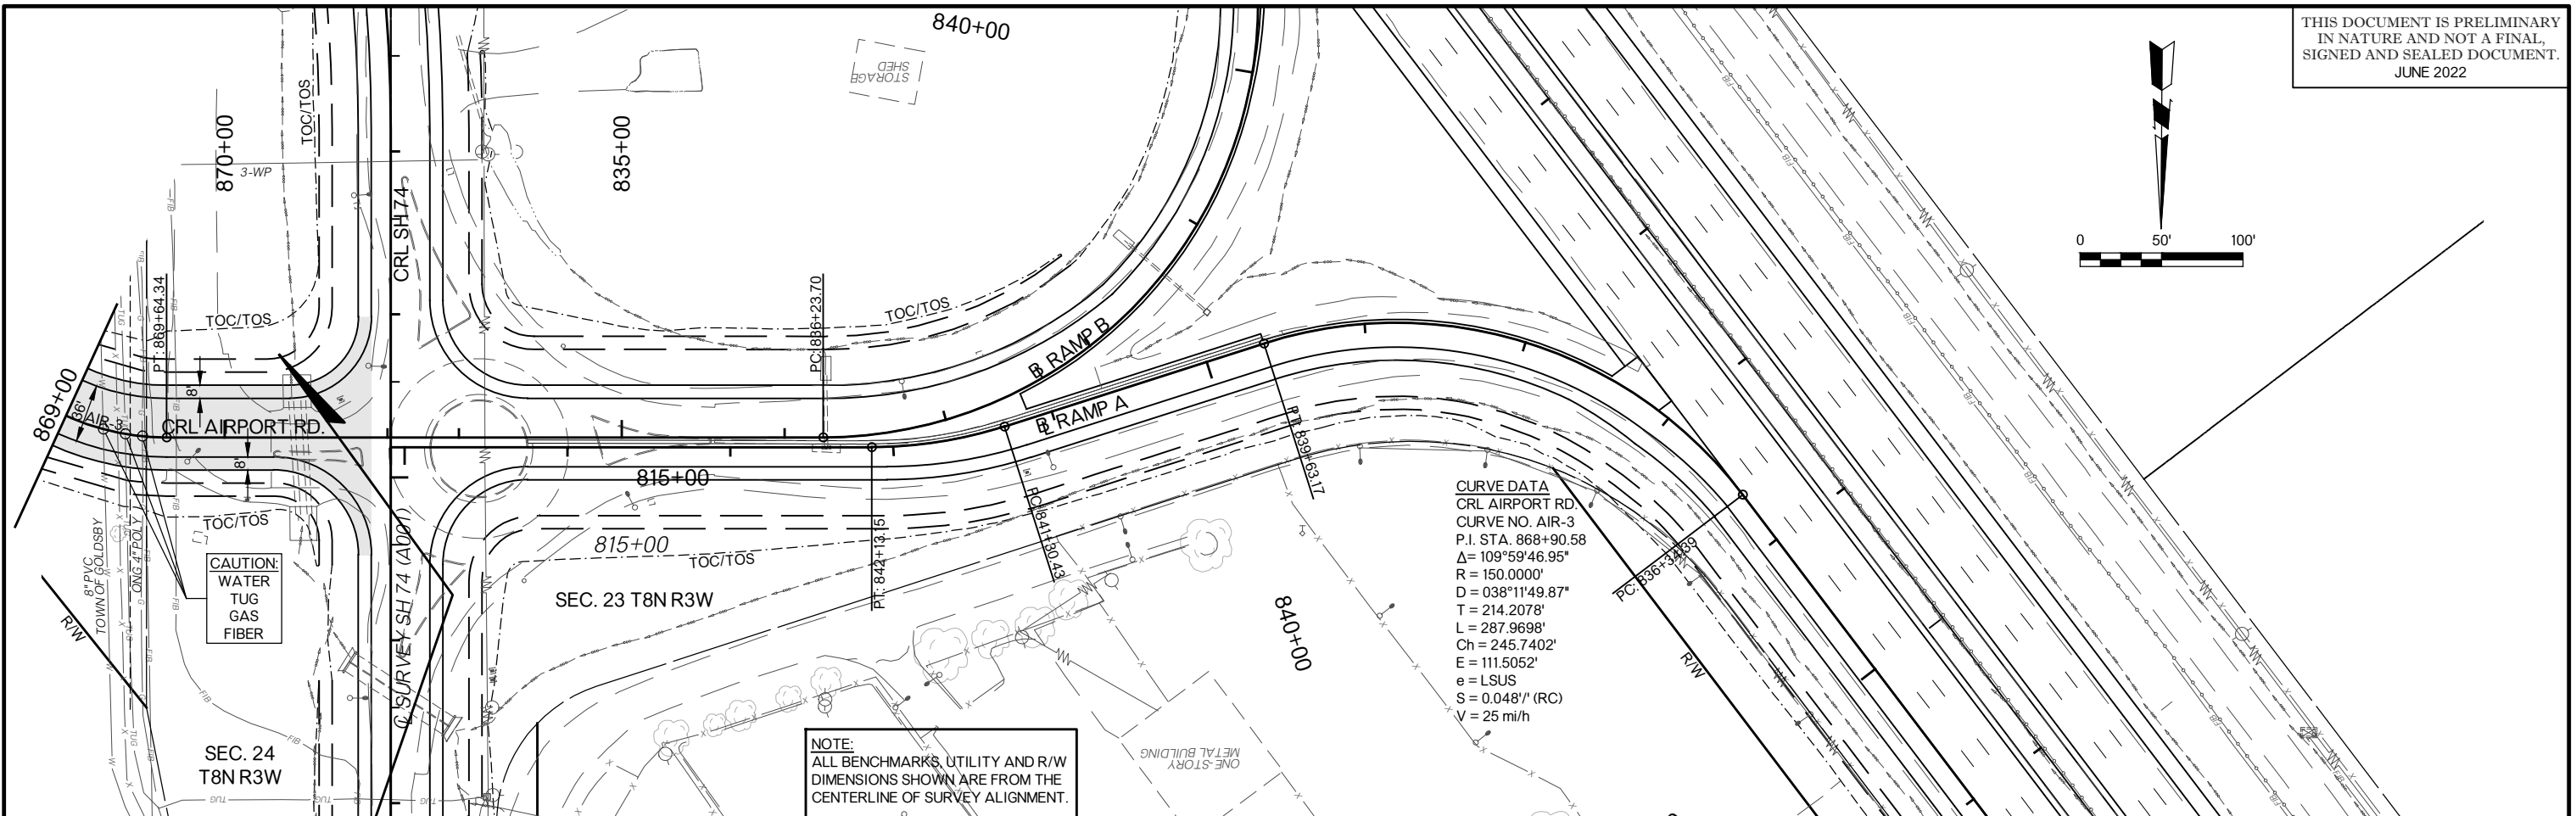 THIS DOCUMENT IS PRELIMINARY
IN NATURE AND NOT A FINAL,
SIGNED AND SEALED DOCUMENT.
JUNE 2022
840+00
STORAGE
SHED
TOC/TOS
870+00
3-WP
835+00
CRL SH 74
0 50' 100'
PT: 869+64.34
PC: 836+23.70
TOC/TOS
TOC/TOS
RAMP B
RAMP A
869+00
36'
8'
AIR-3
CRL AIRPORT RD.
8'
815+00
815+00
TOC/TOS
TOC/TOS
PT: 842+13.15
PC: 841+30.43
PT: 839+63.17
PC: 836+34.39
8" PVC
TOWN OF GOLDSBY
ONG 4" POLY
CAUTION:
WATER
TUG
GAS
FIBER
R/W
℄ SURVEY SH 74 (A001)
SEC. 23 T8N R3W
SEC. 24
T8N R3W
840+00
R/W
CURVE DATA
CRL AIRPORT RD.
CURVE NO. AIR-3
P.I. STA. 868+90.58
Δ= 109°59'46.95"
R = 150.0000'
D = 038°11'49.87"
T = 214.2078'
L = 287.9698'
Ch = 245.7402'
E = 111.5052'
e = LSUS
S = 0.048'/' (RC)
V = 25 mi/h
NOTE:
ALL BENCHMARKS, UTILITY AND R/W
DIMENSIONS SHOWN ARE FROM THE
CENTERLINE OF SURVEY ALIGNMENT.
ONE-STORY
METAL BUILDING
FIB
TUG